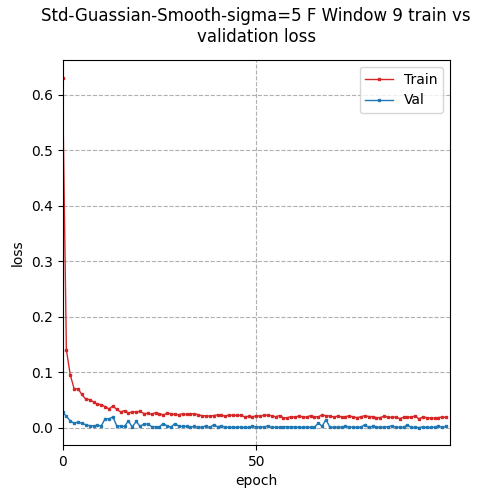 Std-Guassian-Smooth-sigma=5 F Window 9 train vs
validation loss
Train
Val
0.6
0.5
0.4
0.3
0.2
0.1
0.0
loss
0
50
epoch